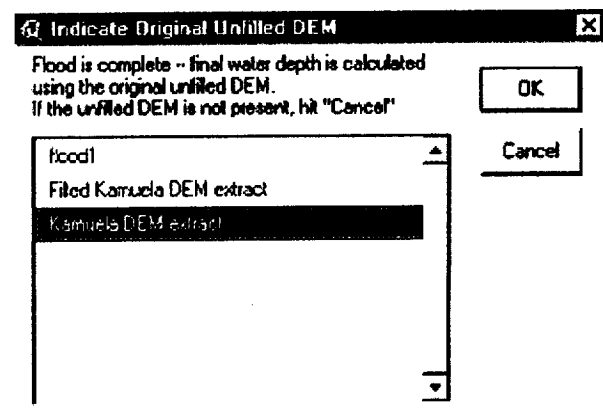 Indicate Original Unfilled DEM
Flood is complete -- final water depth is calculated
using the original unfilled DEM.
If the unfilled DEM is not present, hit "Cancel"
OK
Cancel
flood1
Filled Kamuela DEM extract
Kamuela DEM extract